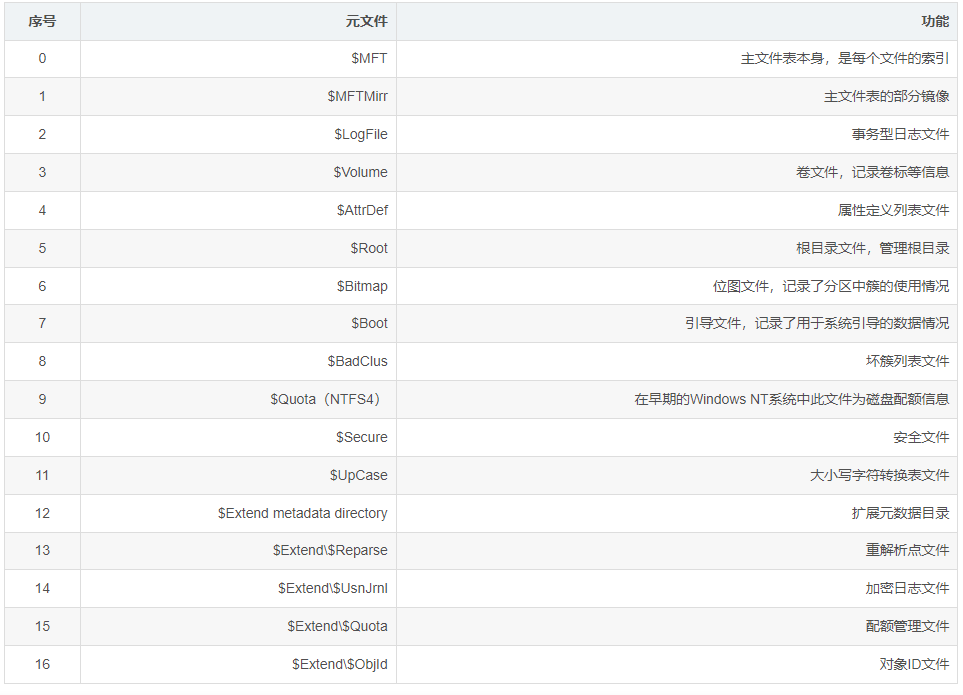 序号 元文件 功能
0 $MFT 主文件表本身，是每个文件的索引
1 $MFTMirr 主文件表的部分镜像
2 $LogFile 事务型日志文件
3 $Volume 卷文件，记录卷标等信息
4 $AttrDef 属性定义列表文件
5 $Root 根目录文件，管理根目录
6 $Bitmap 位图文件，记录了分区中簇的使用情况
7 $Boot 引导文件，记录了用于系统引导的数据情况
8 $BadClus 坏簇列表文件
9 $Quota（NTFS4） 在早期的Windows NT系统中此文件为磁盘配额信息
10 $Secure 安全文件
11 $UpCase 大小写字符转换表文件
12 $Extend metadata directory 扩展元数据目录
13 $Extend\$Reparse 重解析点文件
14 $Extend\$UsnJrnl 加密日志文件
15 $Extend\$Quota 配额管理文件
16 $Extend\$ObjId 对象ID文件